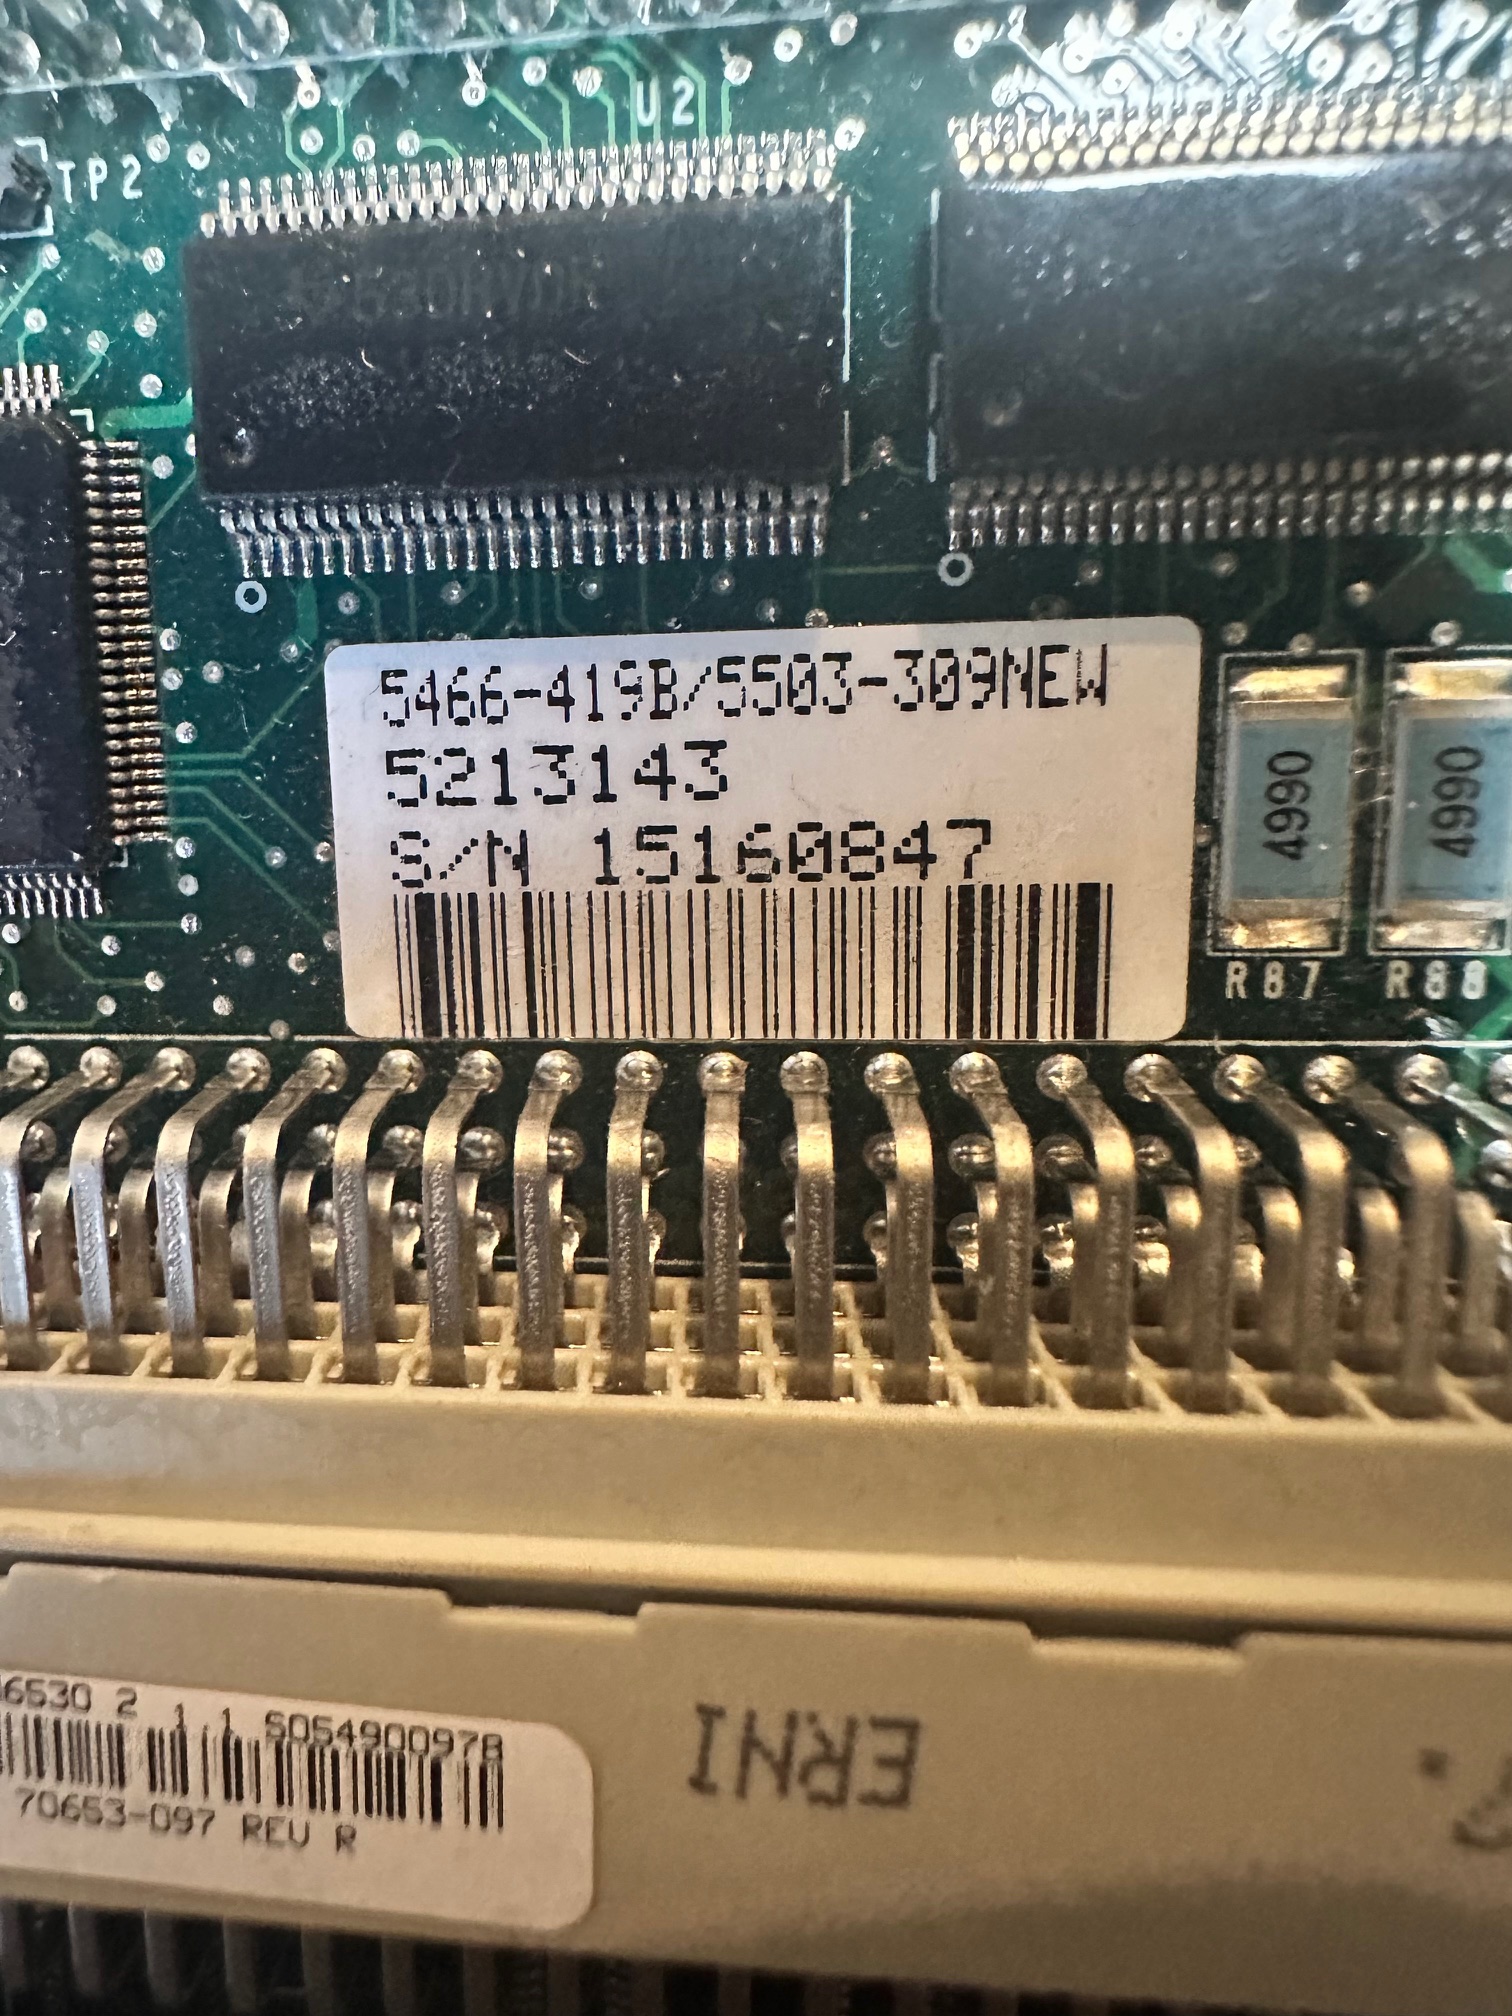 U2
TP2
5466-419B/5503-309NEW
5213143
S/N 15160847
4990
4990
R87
R88
6530 2 1.1 5054900978
70653-097 REV R
ERNI